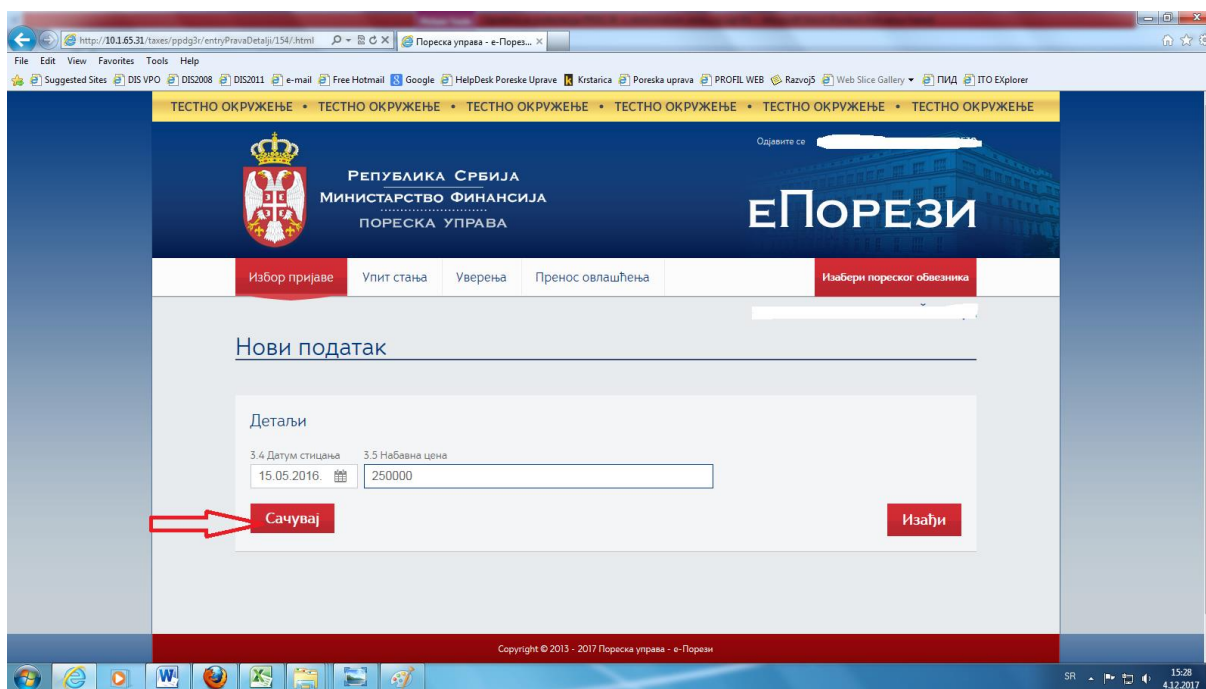 http://10.1.65.31/taxes/ppdg3r/entryPravaDetalji/154/.html
Пореска управа - е-Порез...
File Edit View Favorites Tools Help
Suggested Sites DIS VPO DIS2008 DIS2011 e-mail Free Hotmail Google HelpDesk Poreske Uprave Krstarica Poreska uprava PROFIL WEB Razvoj5 Web Slice Gallery ПИД ITO EXplorer
ТЕСТНО ОКРУЖЕЊЕ • ТЕСТНО ОКРУЖЕЊЕ • ТЕСТНО ОКРУЖЕЊЕ • ТЕСТНО ОКРУЖЕЊЕ • ТЕСТНО ОКРУЖЕЊЕ • ТЕСТНО ОКРУЖЕЊЕ
Одјавите се
РЕПУБЛИКА СРБИЈА
МИНИСТАРСТВО ФИНАНСИЈА
ПОРЕСКА УПРАВА
ЕПОРЕЗИ
Избор пријаве Упит стања Уверења Пренос овлашћења Изабери пореског обвезника
Нови податак
Детаљи
3.4 Датум стицања 3.5 Набавна цена
15.05.2016. 250000
Сачувај Изађи
Copyright © 2013 - 2017 Пореска управа - е-Порези
SR 15:28
4.12.2017